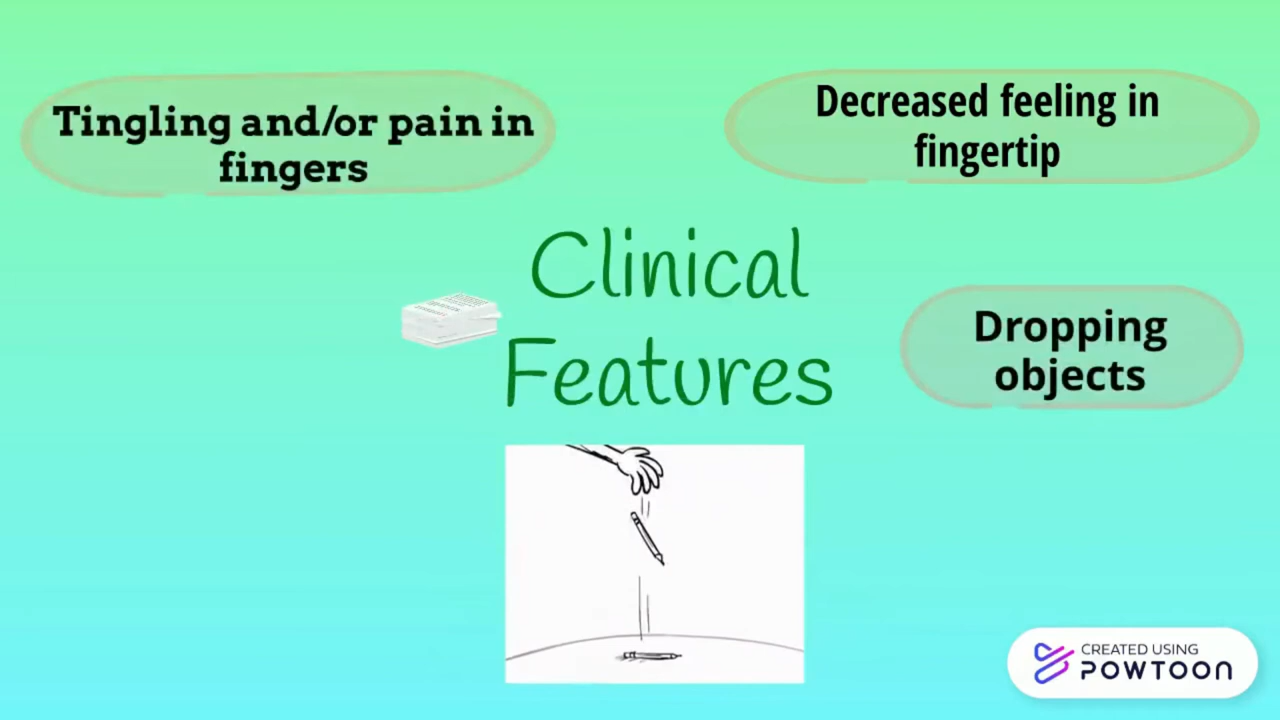 Tingling and/or pain in
fingers
Decreased feeling in
fingertip
Clinical
Features
Dropping
objects
CREATED USING
POWTOON